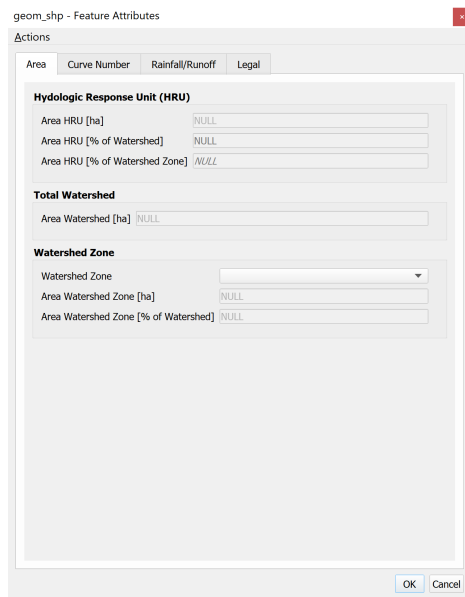 geom_shp - Feature Attributes
Actions
Area Curve Number Rainfall/Runoff Legal
Hydologic Response Unit (HRU)
Area HRU [ha] NULL
Area HRU [% of Watershed] NULL
Area HRU [% of Watershed Zone] NULL
Total Watershed
Area Watershed [ha] NULL
Watershed Zone
Watershed Zone
Area Watershed Zone [ha] NULL
Area Watershed Zone [% of Watershed] NULL
OK Cancel